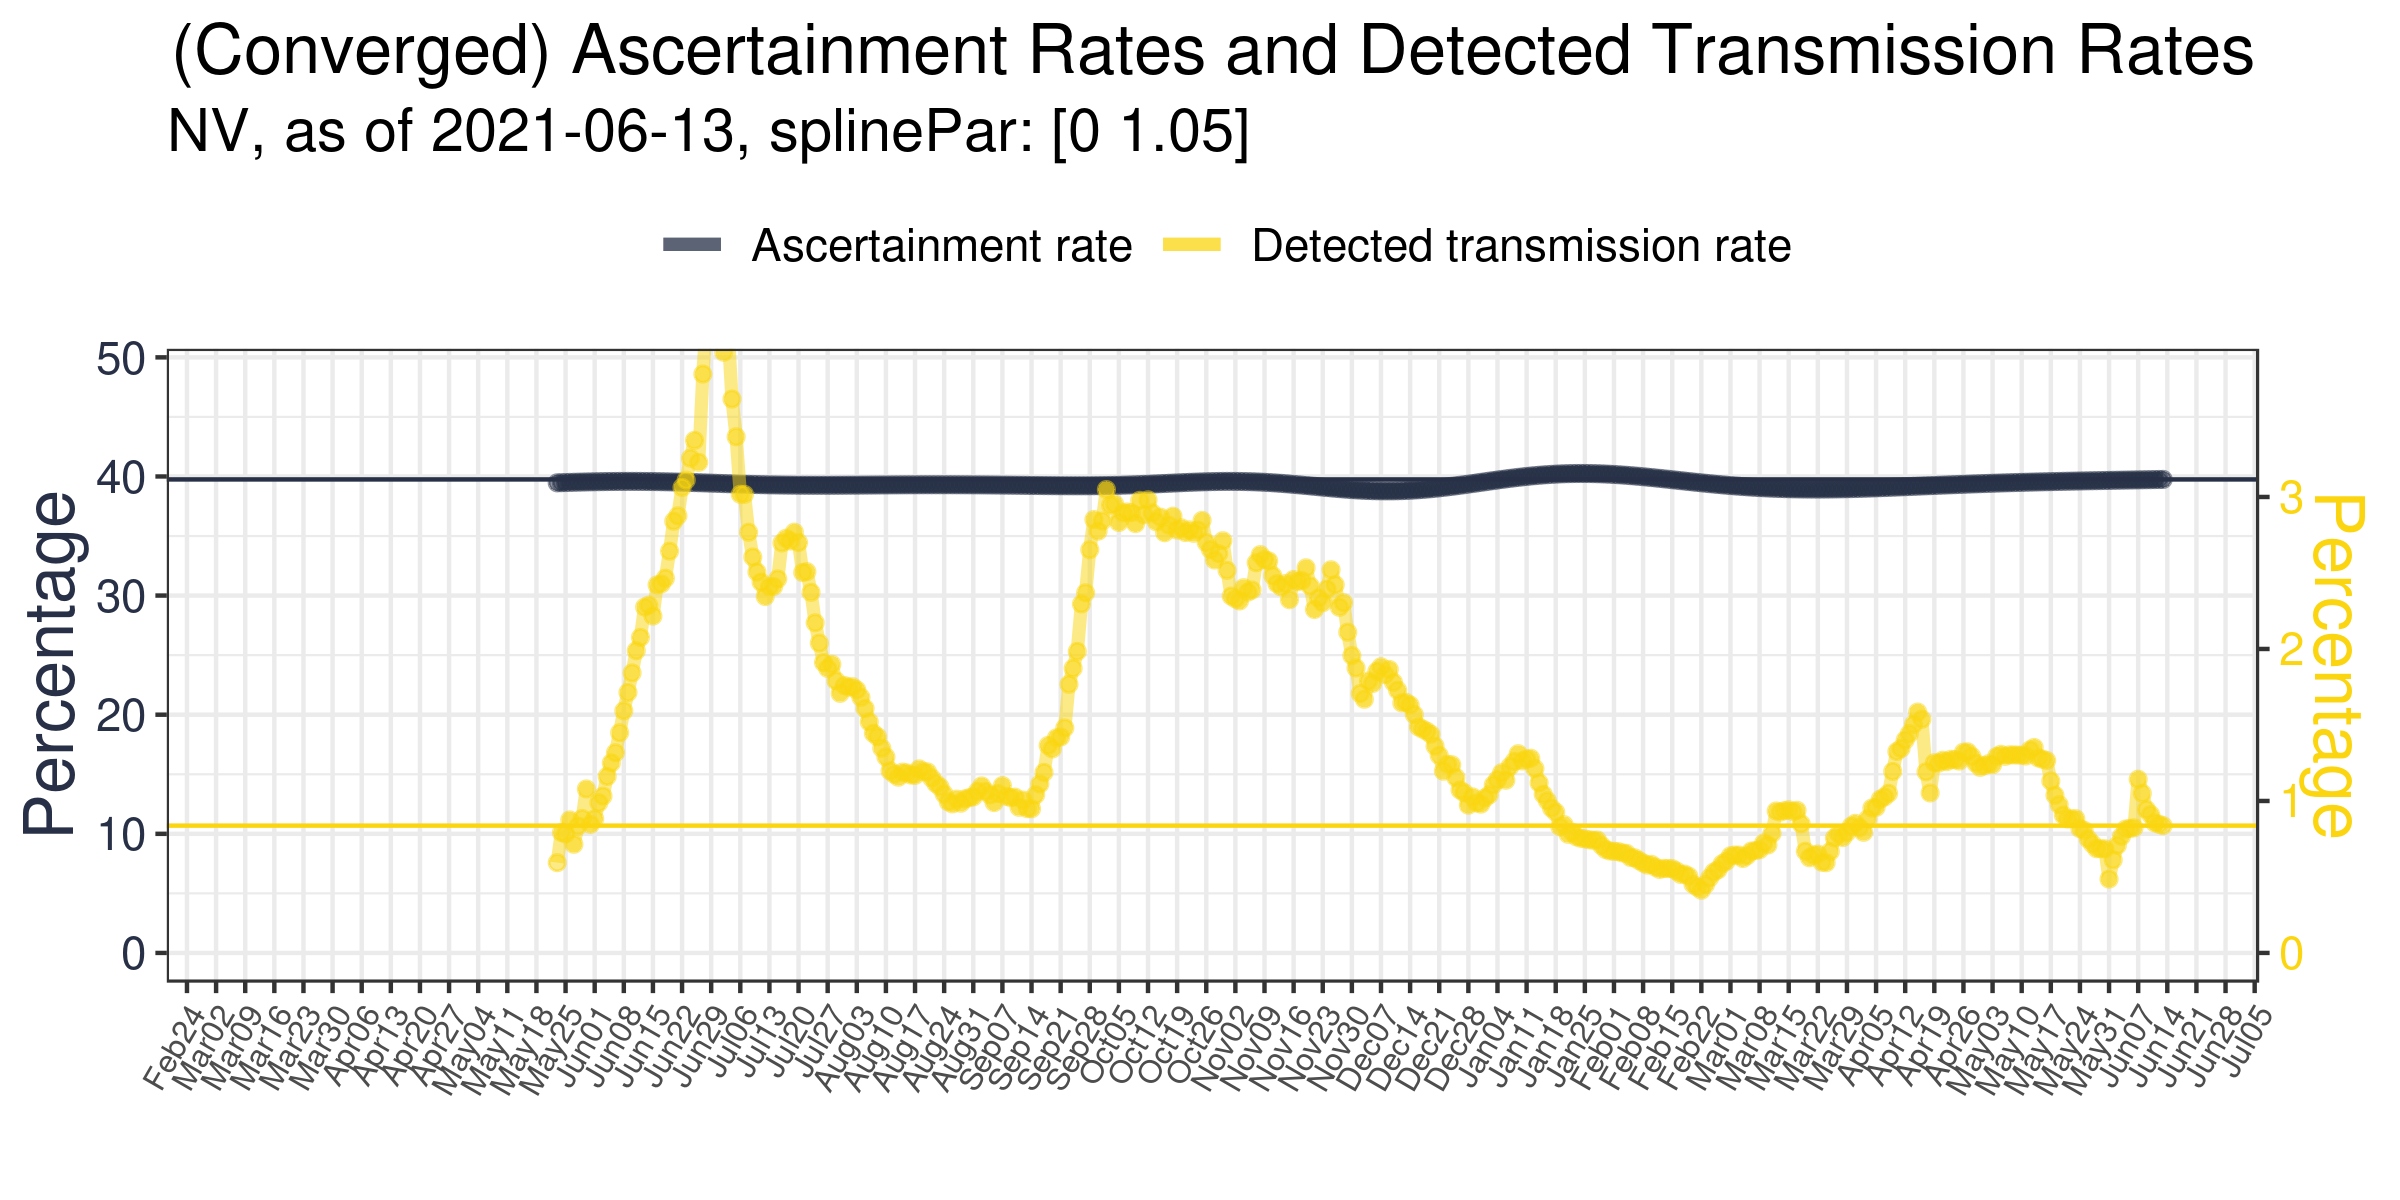 (Converged) Ascertainment Rates and Detected Transmission Rates
NV, as of 2021-06-13, splinePar: [0 1.05]
Ascertainment rate
Detected transmission rate
Percentage
50
40
30
20
10
0
3
2
1
0
Percentage
Feb24
Mar02
Mar09
Mar16
Mar23
Mar30
Apr06
Apr13
Apr20
Apr27
May04
May11
May18
May25
Jun01
Jun08
Jun15
Jun22
Jun29
Jul06
Jul13
Jul20
Jul27
Aug03
Aug10
Aug17
Aug24
Aug31
Sep07
Sep14
Sep21
Sep28
Oct05
Oct12
Oct19
Oct26
Nov02
Nov09
Nov16
Nov23
Nov30
Dec07
Dec14
Dec21
Dec28
Jan04
Jan11
Jan18
Jan25
Feb01
Feb08
Feb15
Feb22
Mar01
Mar08
Mar15
Mar22
Mar29
Apr05
Apr12
Apr19
Apr26
May03
May10
May17
May24
May31
Jun07
Jun14
Jun21
Jun28
Jul05